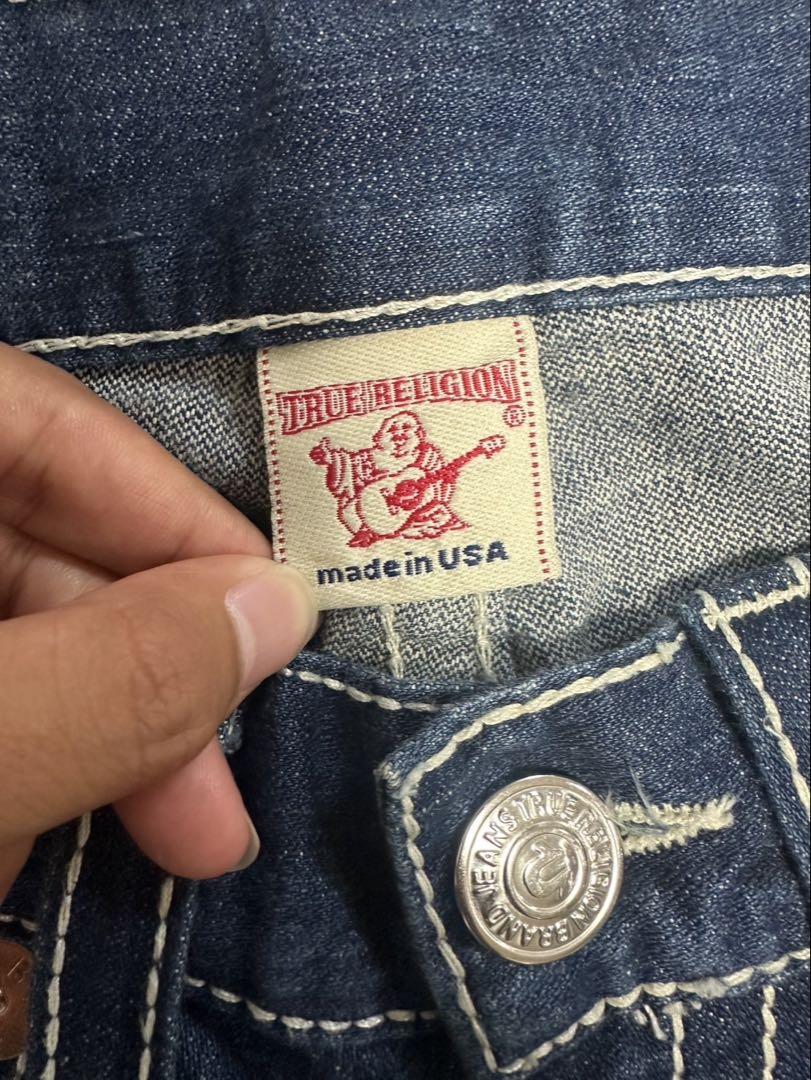 TRUE RELIGION
®
made in USA
TRUE RELIGION BRAND JEANS